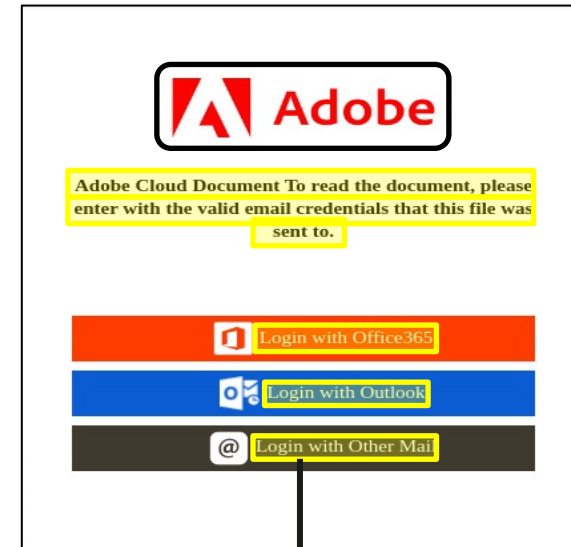 Adobe
Adobe Cloud Document To read the document, please
enter with the valid email credentials that this file was
sent to.
Login with Office365
Login with Outlook
@ Login with Other Mail